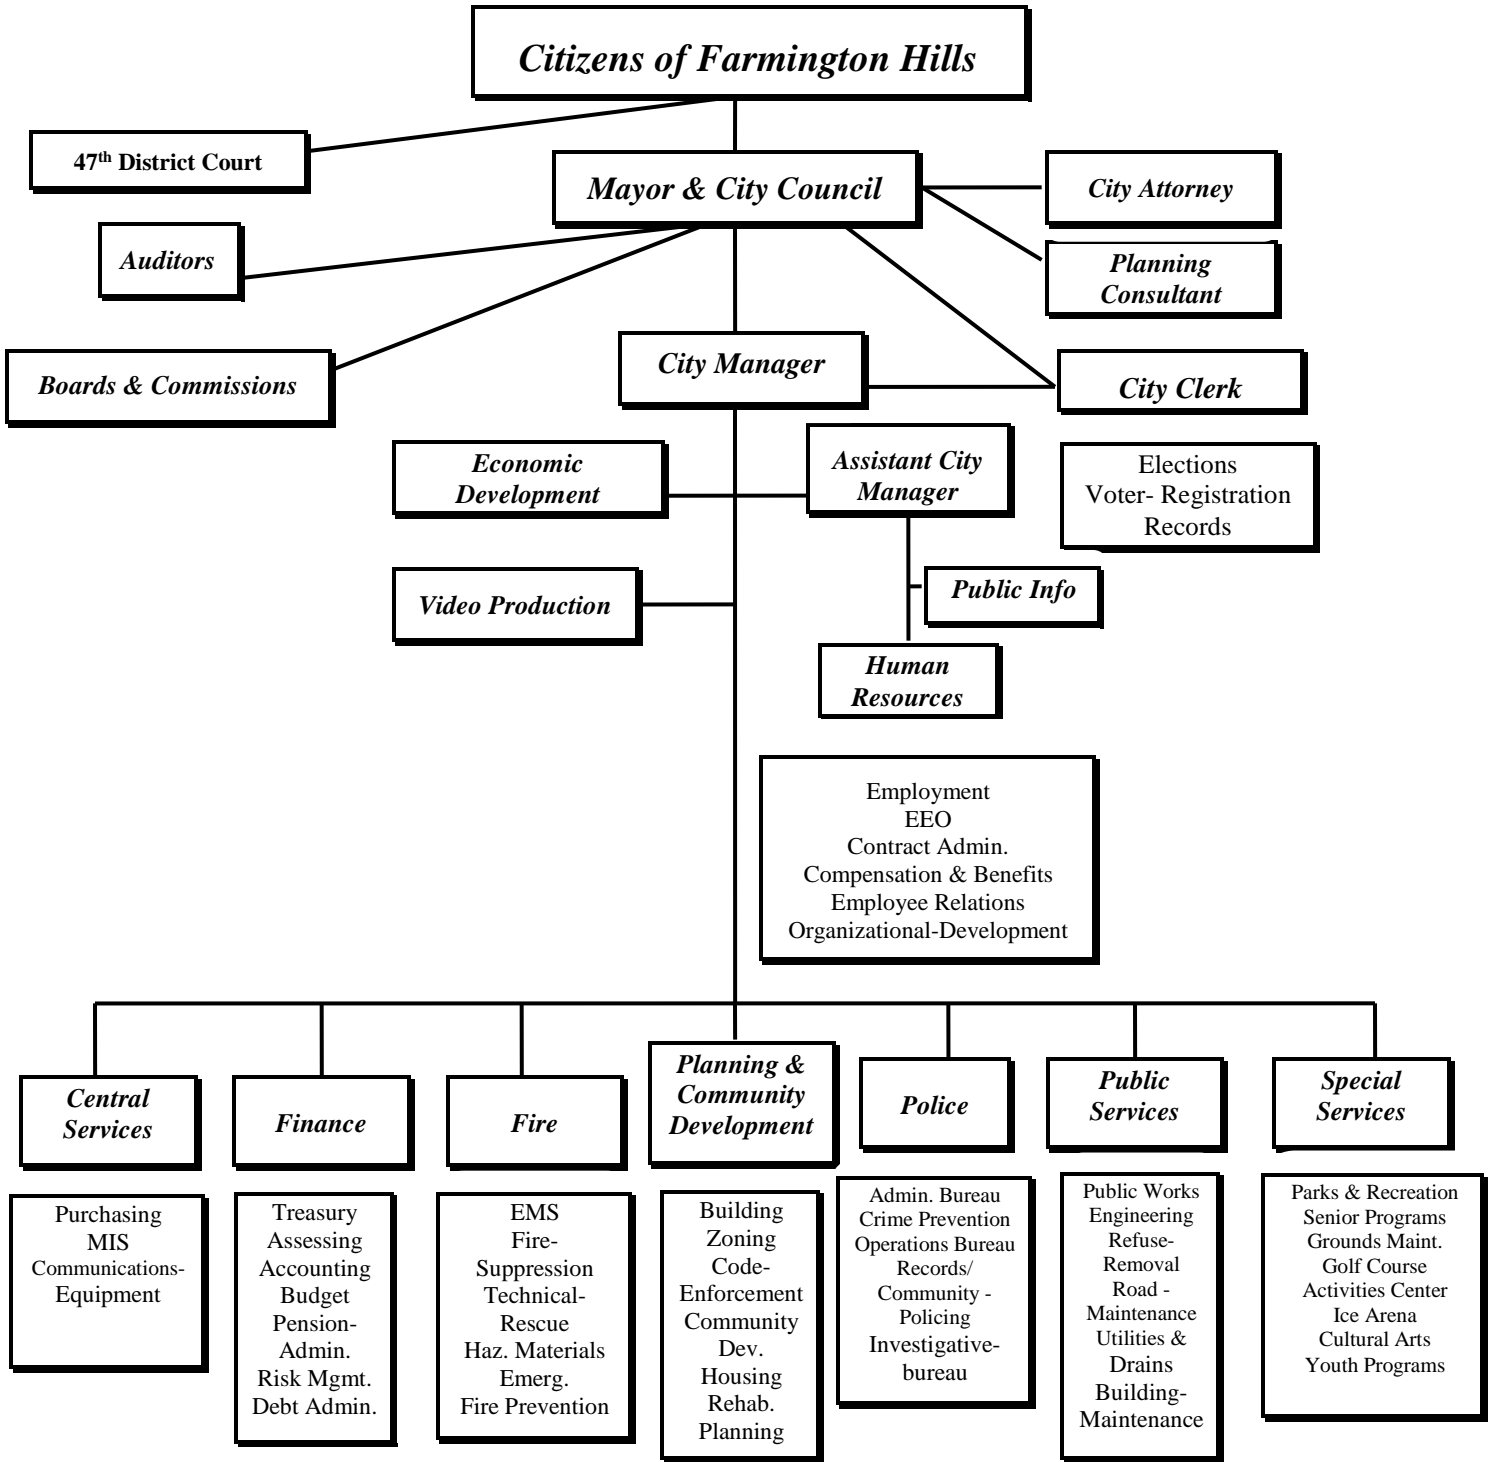 Citizens of Farmington Hills
47th District Court
Mayor & City Council
City Attorney
Auditors
Planning
Consultant
Boards & Commissions
City Manager
City Clerk
Economic
Development
Assistant City
Manager
Elections
Voter- Registration
Records
Video Production
Public Info
Human
Resources
Employment
EEO
Contract Admin.
Compensation & Benefits
Employee Relations
Organizational-Development
Central
Services
Finance
Fire
Planning &
Community
Development
Police
Public
Services
Special
Services
Purchasing
MIS
Communications-
Equipment
Treasury
Assessing
Accounting
Budget
Pension-
Admin.
Risk Mgmt.
Debt Admin.
EMS
Fire-
Suppression
Technical-
Rescue
Haz. Materials
Emerg.
Fire Prevention
Building
Zoning
Code-
Enforcement
Community
Dev.
Housing
Rehab.
Planning
Admin. Bureau
Crime Prevention
Operations Bureau
Records/
Community -
Policing
Investigative-
bureau
Public Works
Engineering
Refuse-
Removal
Road -
Maintenance
Utilities &
Drains
Building-
Maintenance
Parks & Recreation
Senior Programs
Grounds Maint.
Golf Course
Activities Center
Ice Arena
Cultural Arts
Youth Programs